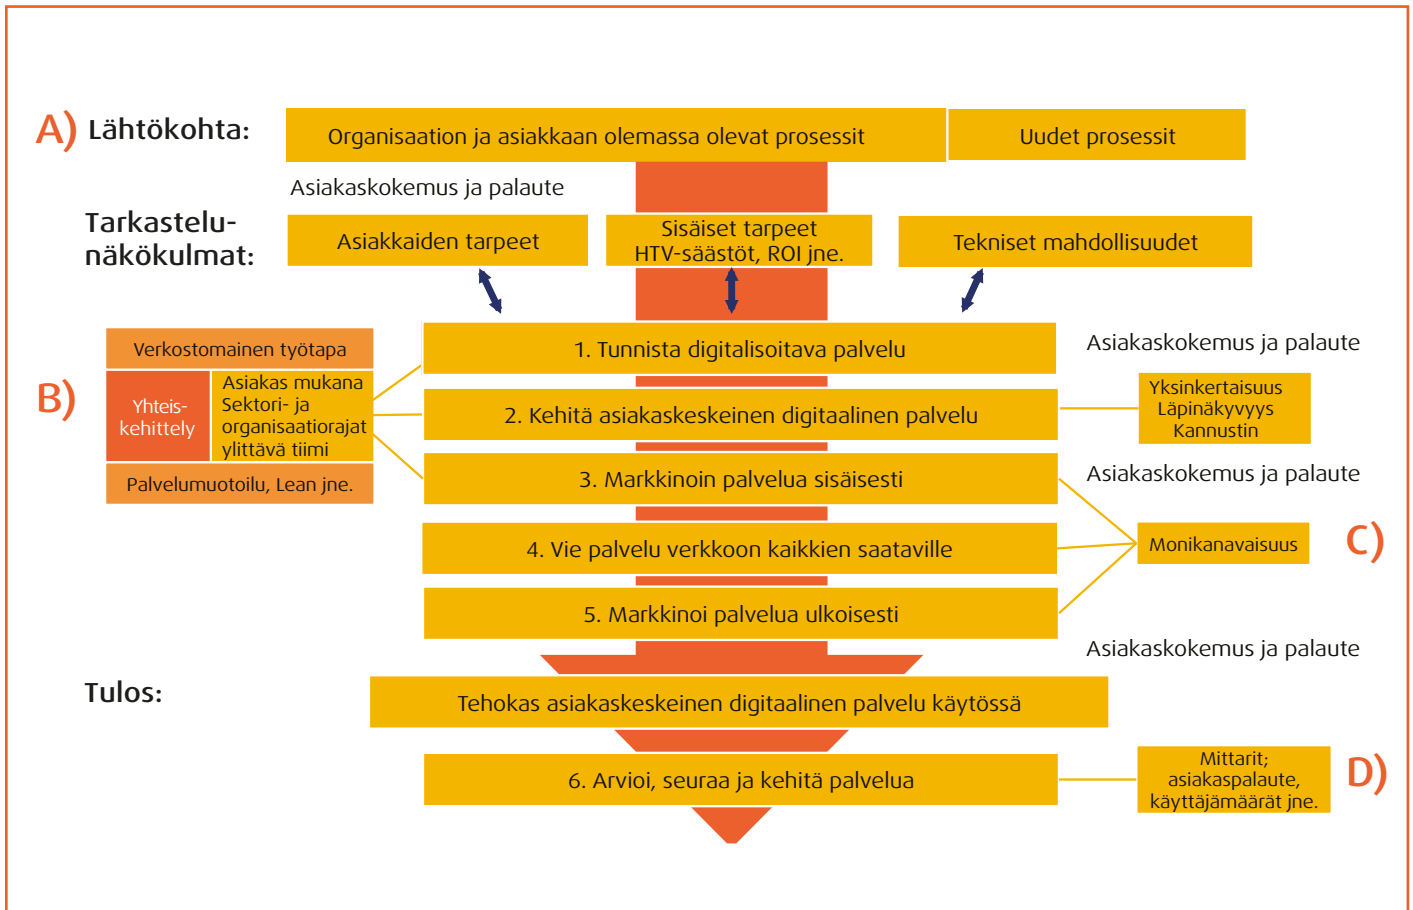 A) Lähtökohta:
Organisaation ja asiakkaan olemassa olevat prosessit
Uudet prosessit
Asiakaskokemus ja palaute
Tarkastelu-
näkökulmat:
Asiakkaiden tarpeet
Sisäiset tarpeet
HTV-säästöt, ROI jne.
Tekniset mahdollisuudet
B)
Verkostomainen työtapa
Yhteis-
kehittely
Asiakas mukana
Sektori- ja
organisaatiorajat
ylittävä tiimi
Palvelumuotoilu, Lean jne.
1. Tunnista digitalisoitava palvelu
Asiakaskokemus ja palaute
2. Kehitä asiakaskeskeinen digitaalinen palvelu
Yksinkertaisuus
Läpinäkyvyys
Kannustin
3. Markkinoin palvelua sisäisesti
Asiakaskokemus ja palaute
4. Vie palvelu verkkoon kaikkien saataville
Monikanavaisuus
C)
5. Markkinoi palvelua ulkoisesti
Asiakaskokemus ja palaute
Tulos:
Tehokas asiakaskeskeinen digitaalinen palvelu käytössä
6. Arvioi, seuraa ja kehitä palvelua
Mittarit;
asiakaspalaute,
käyttäjämäärät jne.
D)